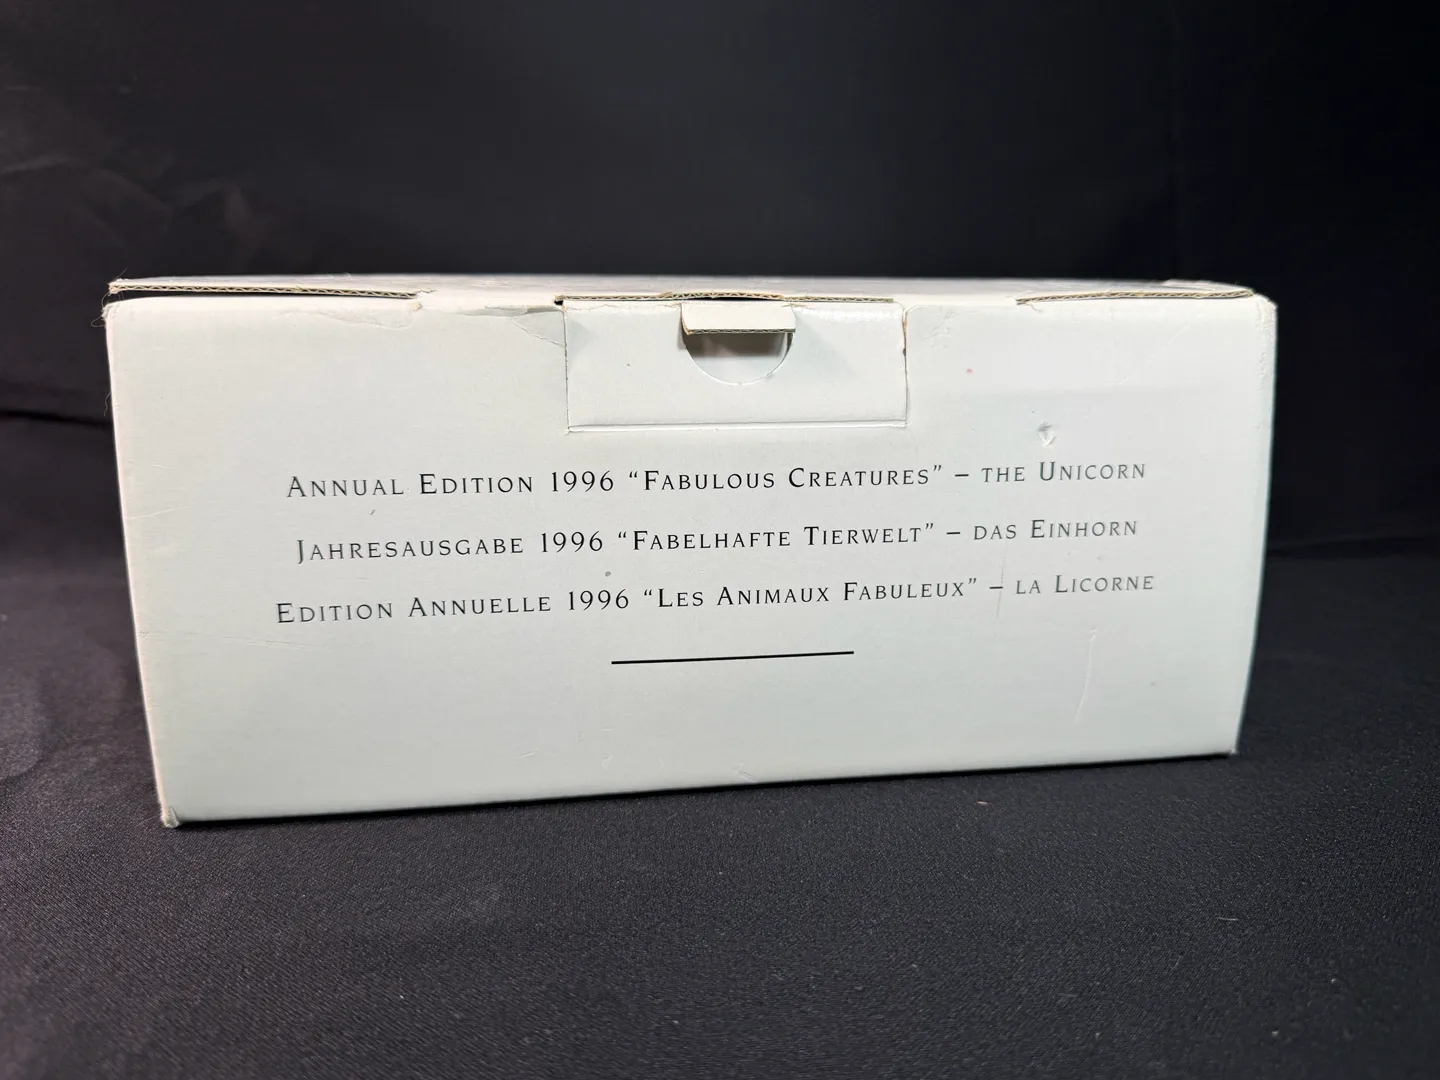 Annual Edition 1996 “Fabulous Creatures” – the Unicorn
Jahresausgabe 1996 “Fabelhafte Tierwelt” – das Einhorn
Edition Annuelle 1996 “Les Animaux Fabuleux” – la Licorne